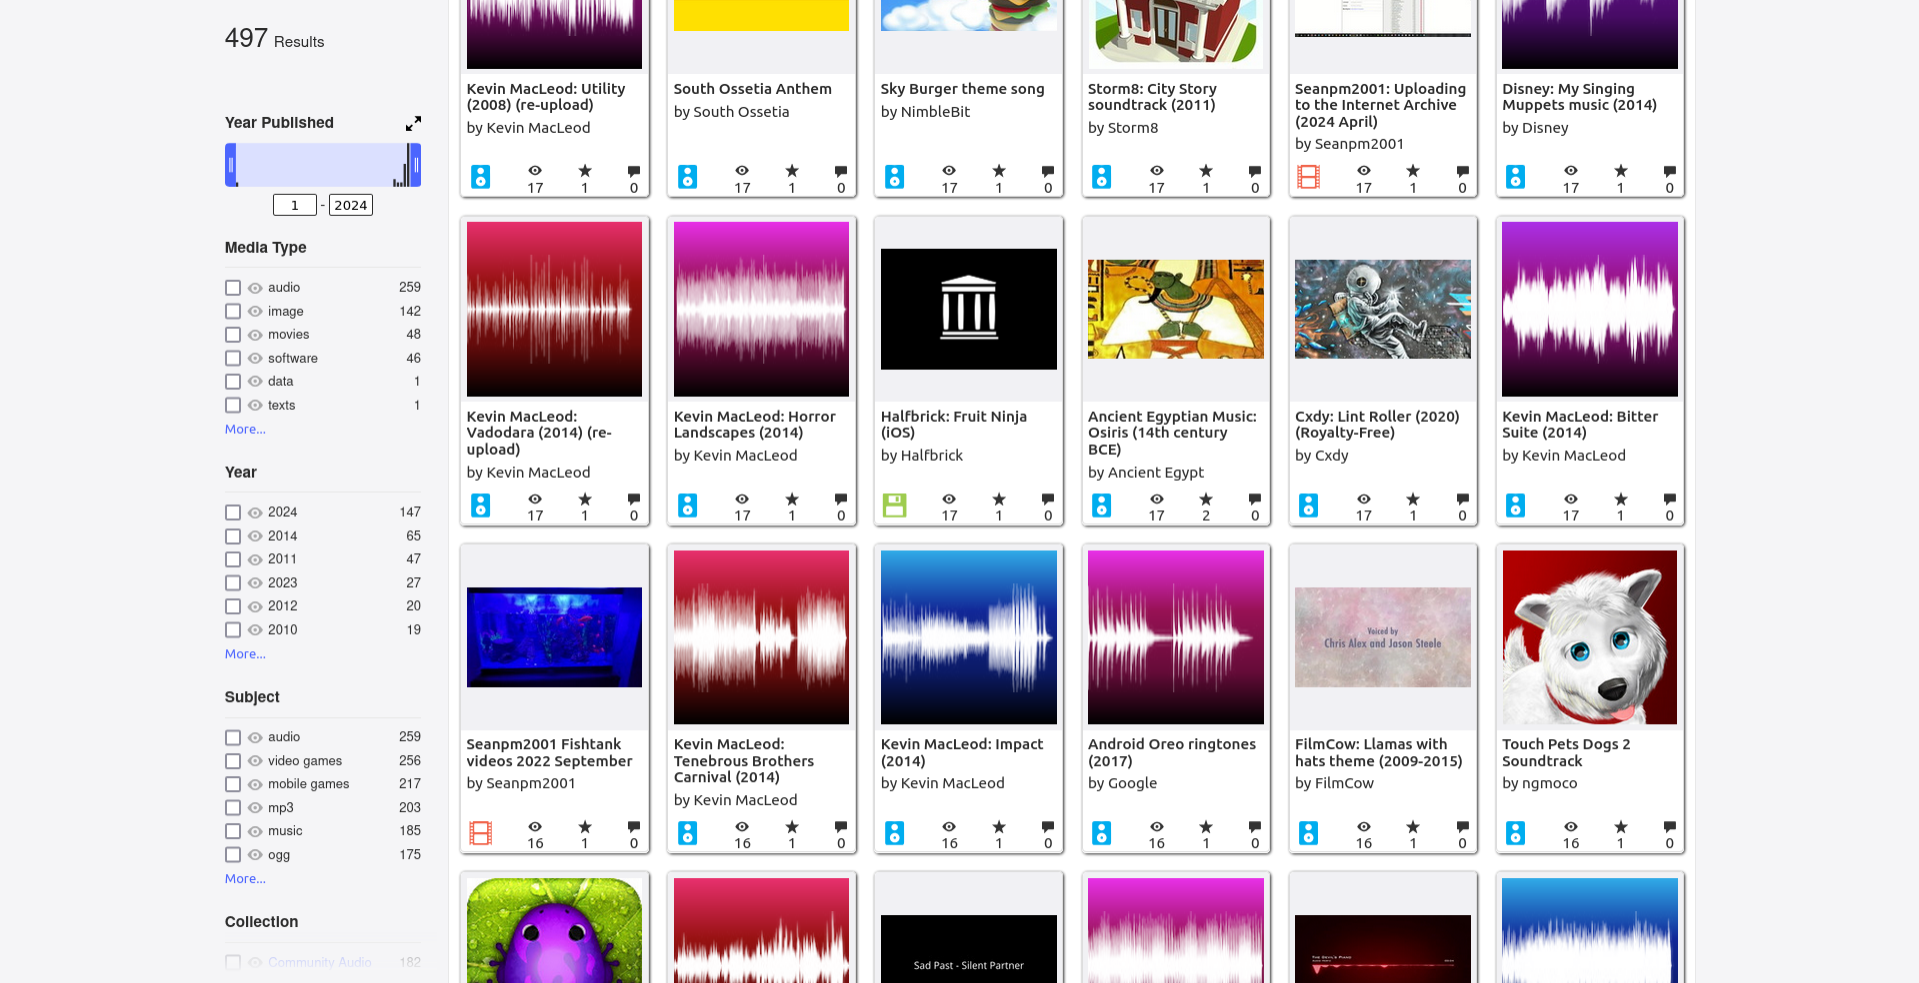 497 Results
Year Published
1 - 2024
Media Type
audio 259
image 142
movies 48
software 46
data 1
texts 1
More...
Year
2024 147
2014 65
2011 47
2023 27
2012 20
2010 19
More...
Subject
audio 259
video games 256
mobile games 217
mp3 203
music 185
ogg 175
More...
Collection
Community Audio 182
Kevin MacLeod: Utility
(2008) (re-upload)
by Kevin MacLeod
17 1 0
South Ossetia Anthem
by South Ossetia
17 1 0
Sky Burger theme song
by NimbleBit
17 1 0
Storm8: City Story
soundtrack (2011)
by Storm8
17 1 0
Seanpm2001: Uploading
to the Internet Archive
(2024 April)
by Seanpm2001
17 1 0
Disney: My Singing
Muppets music (2014)
by Disney
17 1 0
Kevin MacLeod:
Vadodara (2014) (re-
upload)
by Kevin MacLeod
17 1 0
Kevin MacLeod: Horror
Landscapes (2014)
by Kevin MacLeod
17 1 0
Halfbrick: Fruit Ninja
(iOS)
by Halfbrick
17 1 0
Ancient Egyptian Music:
Osiris (14th century
BCE)
by Ancient Egypt
17 2 0
Cxdy: Lint Roller (2020)
(Royalty-Free)
by Cxdy
17 1 0
Kevin MacLeod: Bitter
Suite (2014)
by Kevin MacLeod
17 1 0
Seanpm2001 Fishtank
videos 2022 September
by Seanpm2001
16 1 0
Kevin MacLeod:
Tenebrous Brothers
Carnival (2014)
by Kevin MacLeod
16 1 0
Kevin MacLeod: Impact
(2014)
by Kevin MacLeod
16 1 0
Android Oreo ringtones
(2017)
by Google
16 1 0
Voiced by
Chris Alex and Jason Steele
FilmCow: Llamas with
hats theme (2009-2015)
by FilmCow
16 1 0
Touch Pets Dogs 2
Soundtrack
by ngmoco
16 1 0
Sad Past - Silent Partner
The Devil's Piano